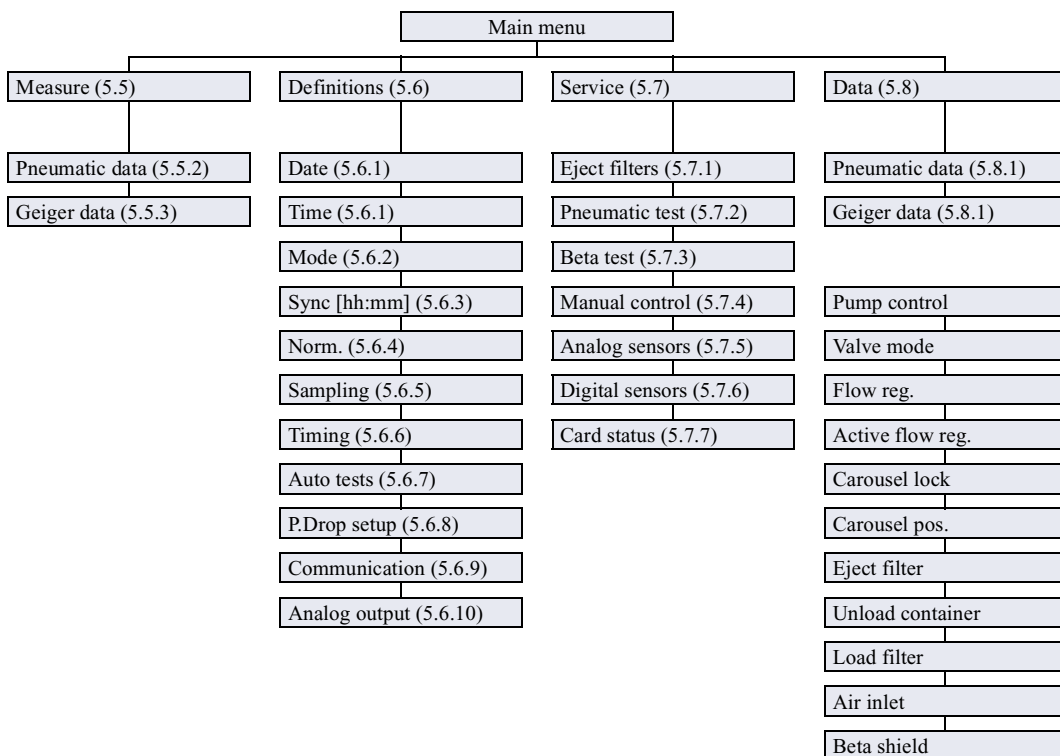 Main menu
Measure (5.5)
Pneumatic data (5.5.2)
Geiger data (5.5.3)
Definitions (5.6)
Date (5.6.1)
Time (5.6.1)
Mode (5.6.2)
Sync [hh:mm] (5.6.3)
Norm. (5.6.4)
Sampling (5.6.5)
Timing (5.6.6)
Auto tests (5.6.7)
P.Drop setup (5.6.8)
Communication (5.6.9)
Analog output (5.6.10)
Service (5.7)
Eject filters (5.7.1)
Pneumatic test (5.7.2)
Beta test (5.7.3)
Manual control (5.7.4)
Analog sensors (5.7.5)
Digital sensors (5.7.6)
Card status (5.7.7)
Data (5.8)
Pneumatic data (5.8.1)
Geiger data (5.8.1)
Pump control
Valve mode
Flow reg.
Active flow reg.
Carousel lock
Carousel pos.
Eject filter
Unload container
Load filter
Air inlet
Beta shield